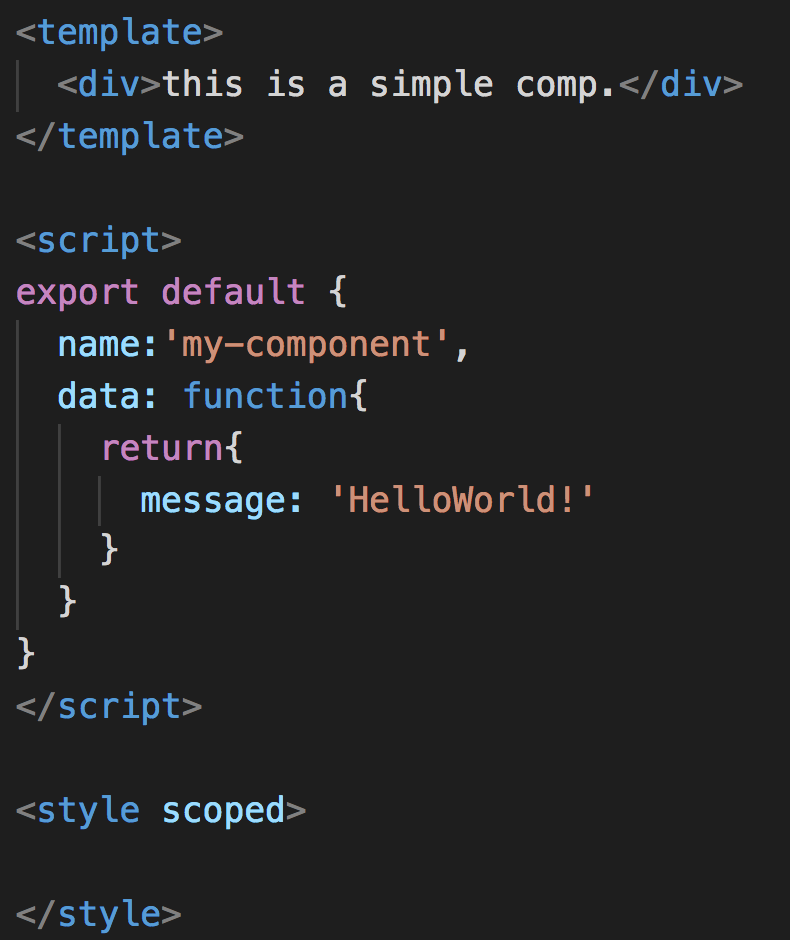 <template>
  <div>this is a simple comp.</div>
</template>

<script>
export default {
  name:'my-component',
  data: function{
    return{
      message: 'HelloWorld!'
    }
  }
}
</script>

<style scoped>

</style>